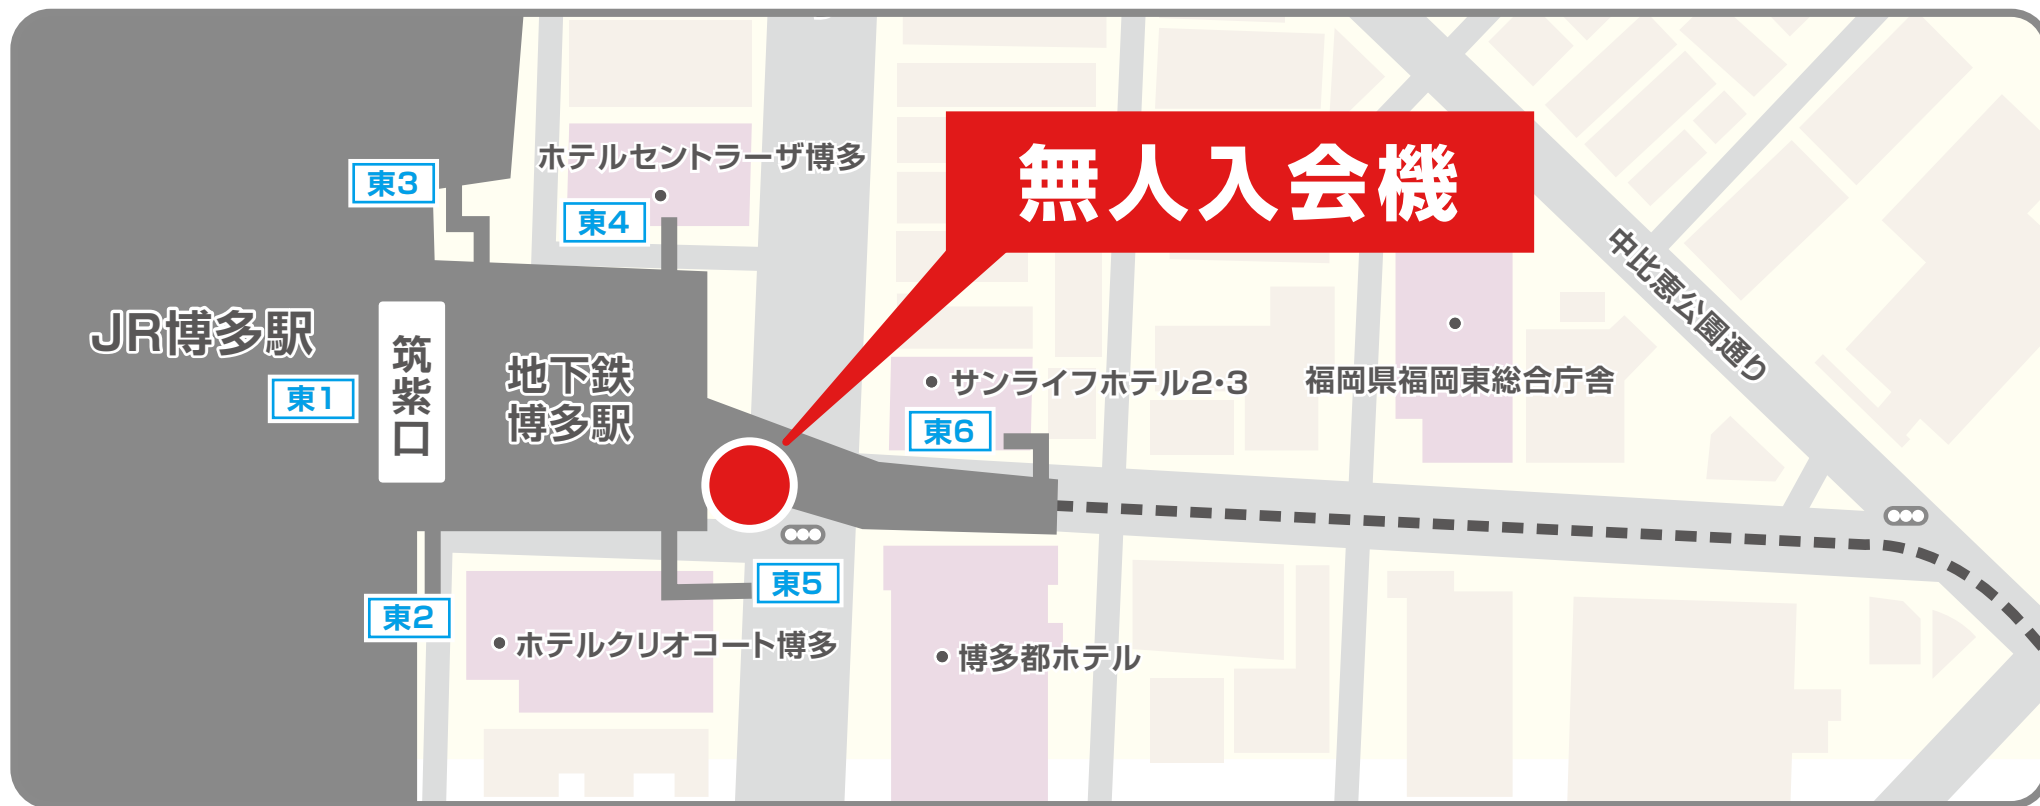 ホテルセントラーザ博多
無人入会機
東3
東4
中比恵公園通り
JR博多駅
筑紫口
地下鉄
博多駅
東1
サンライフホテル2・3
福岡県福岡東総合庁舎
東6
東5
東2
ホテルクリオコート博多
博多都ホテル